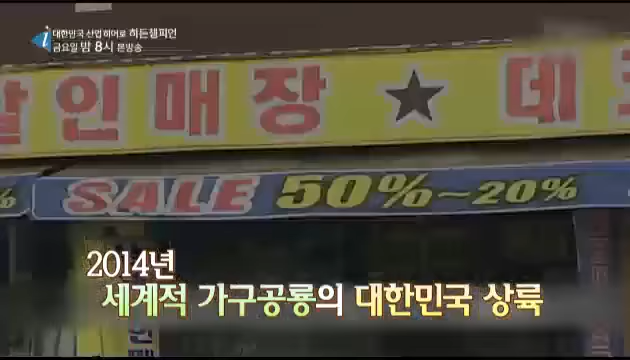 대한민국 산업 히어로 히든챔피언
금요일 밤 8시 본방송
할인매장 ★ 데코
% SALE 50%~20%
2014년
세계적 가구공룡의 대한민국 상륙